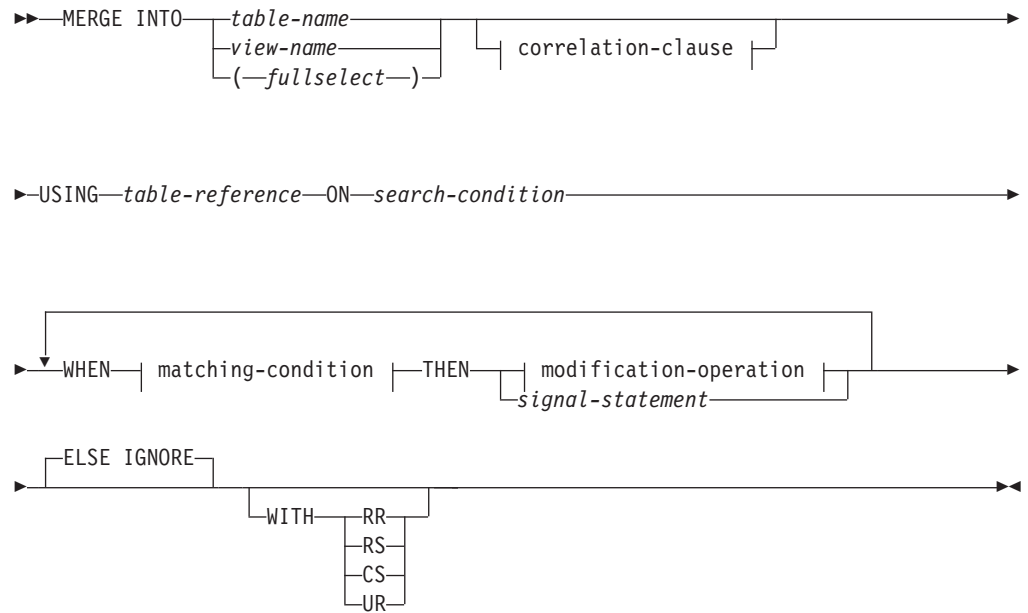 MERGE INTO table-name
view-name
( fullselect )
correlation-clause
USING table-reference ON search-condition
WHEN matching-condition THEN modification-operation
signal-statement
ELSE IGNORE
WITH RR
RS
CS
UR